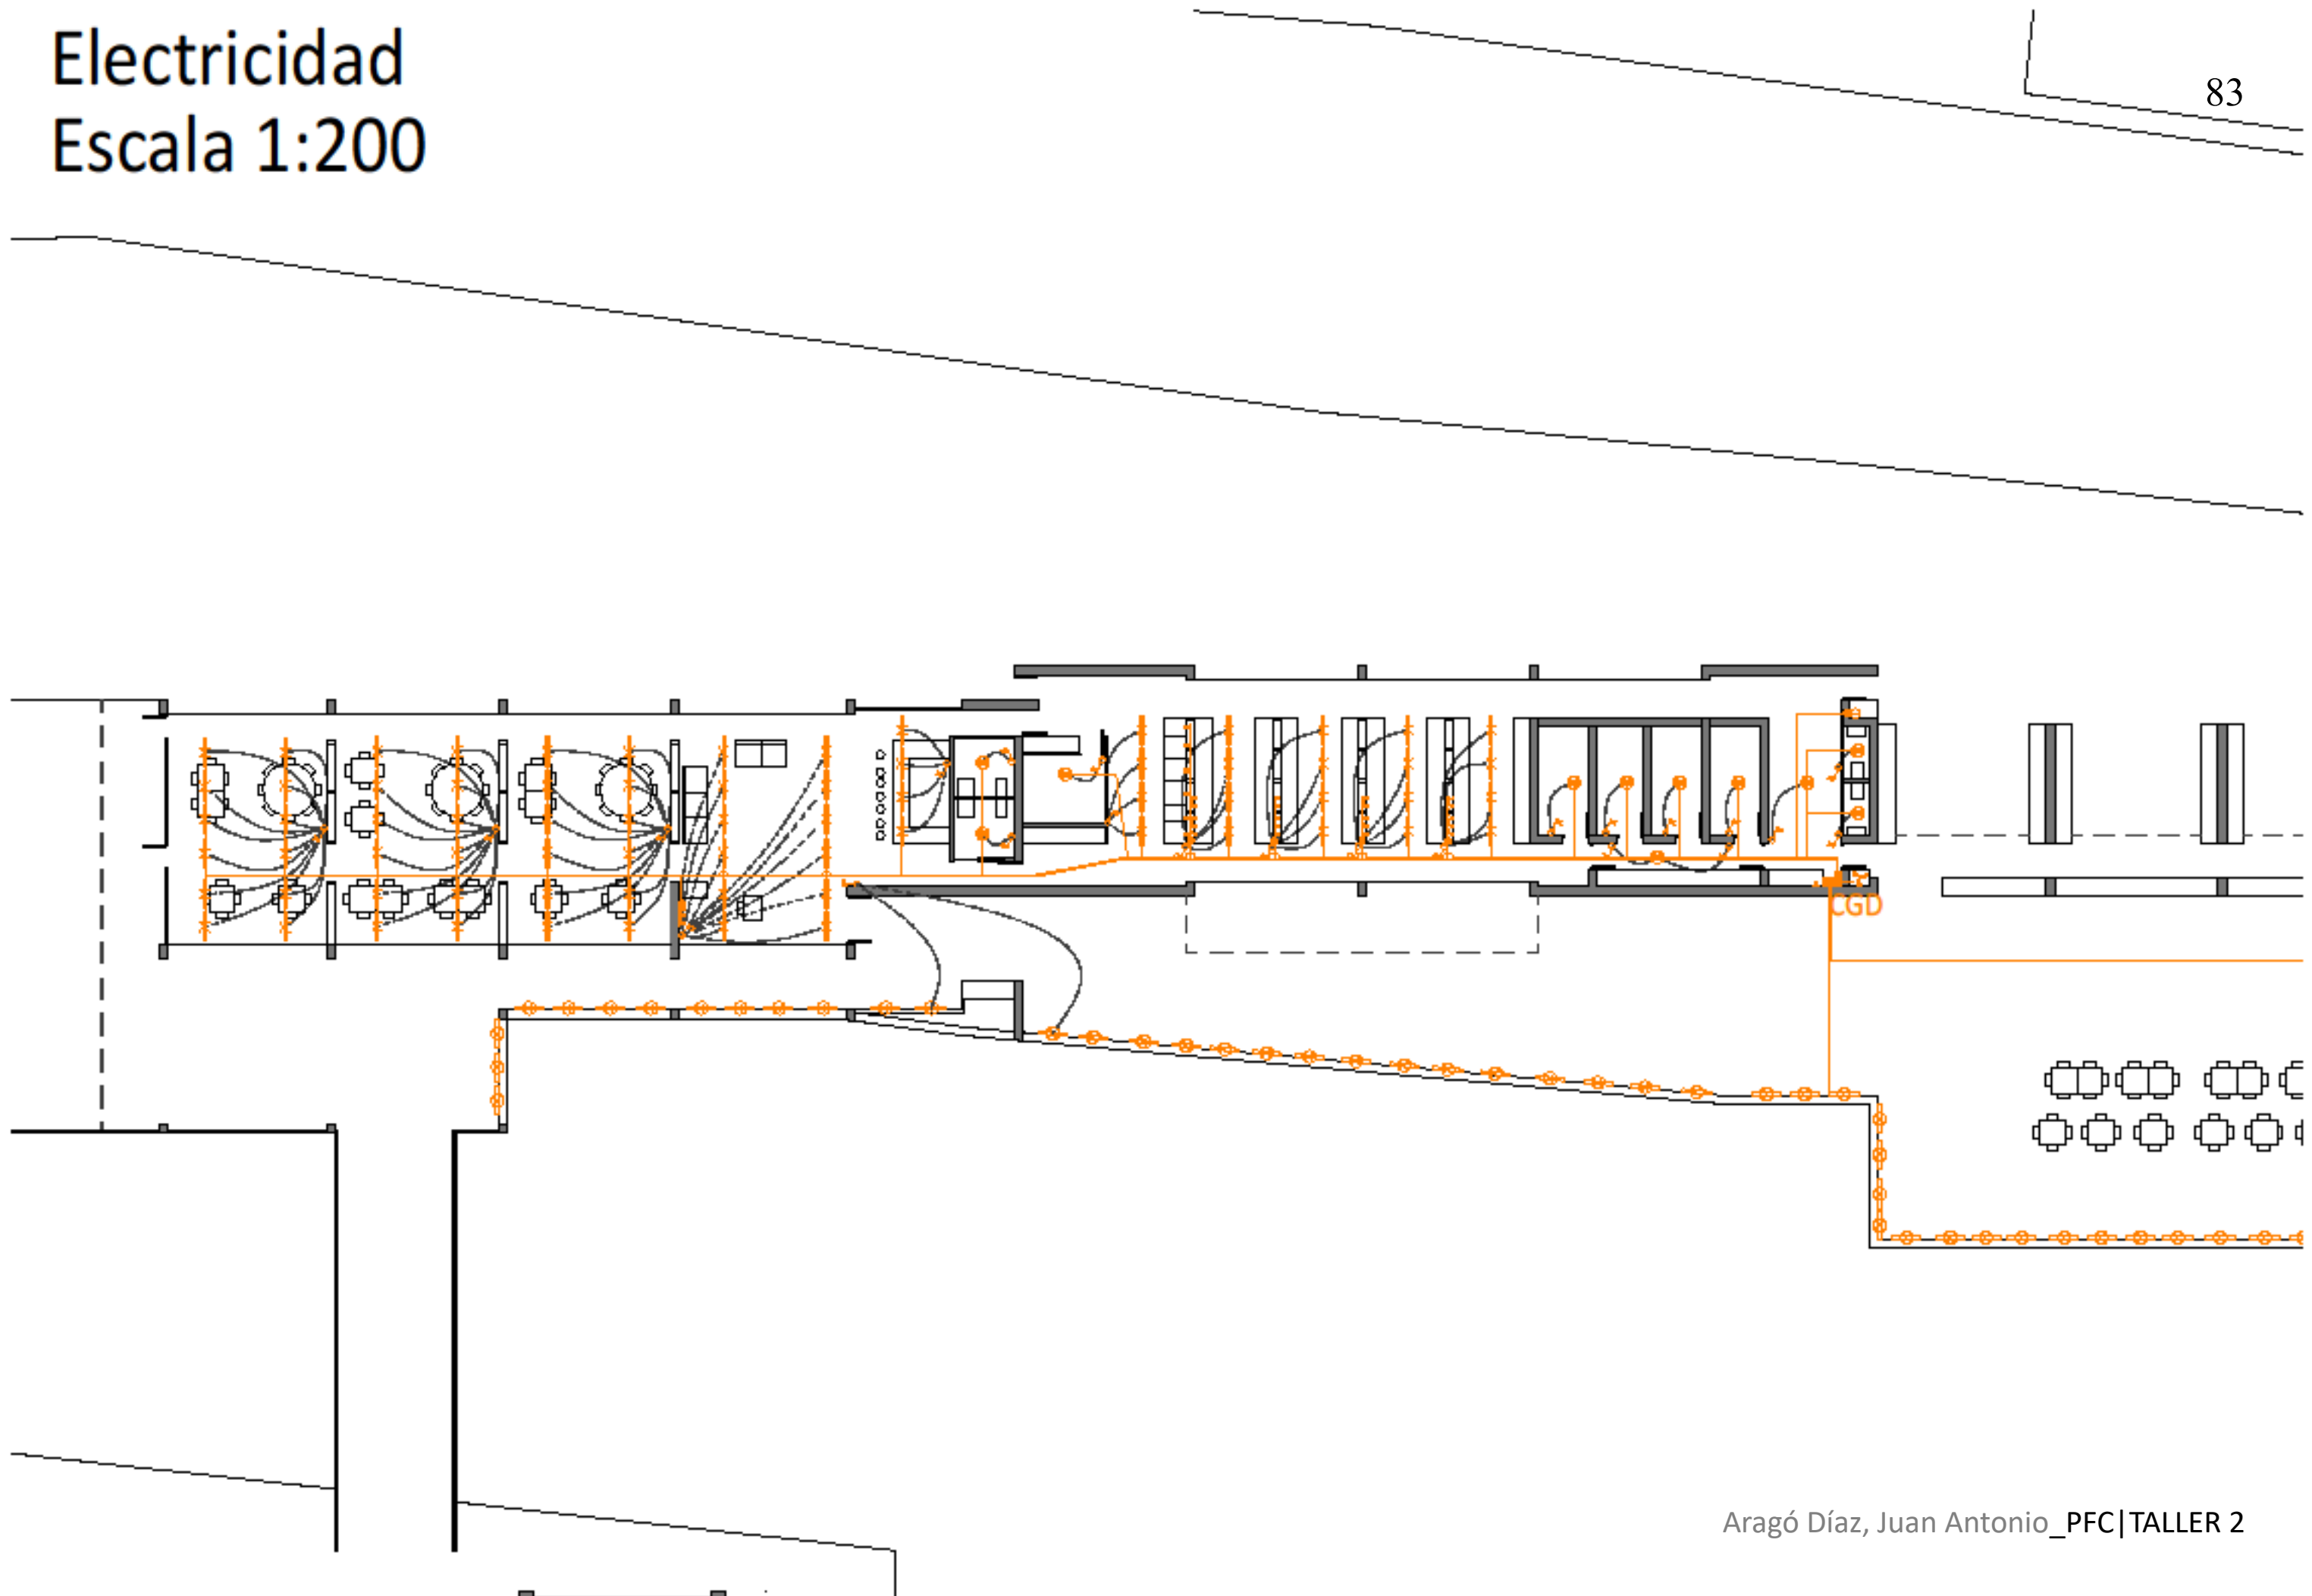 Electricidad
Escala 1:200
83
CGD
Aragó Díaz, Juan Antonio_PFC|TALLER 2